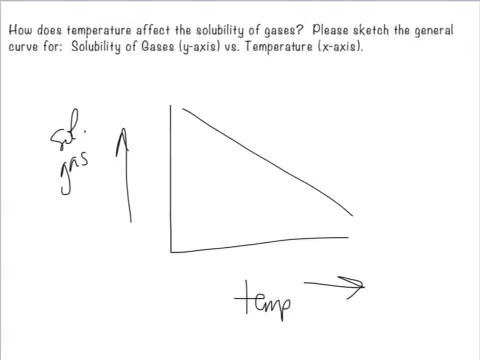 How does temperature affect the solubility of gases? Please sketch the general
curve for: Solubility of Gases (y-axis) vs. Temperature (x-axis).
sol.
gas
temp